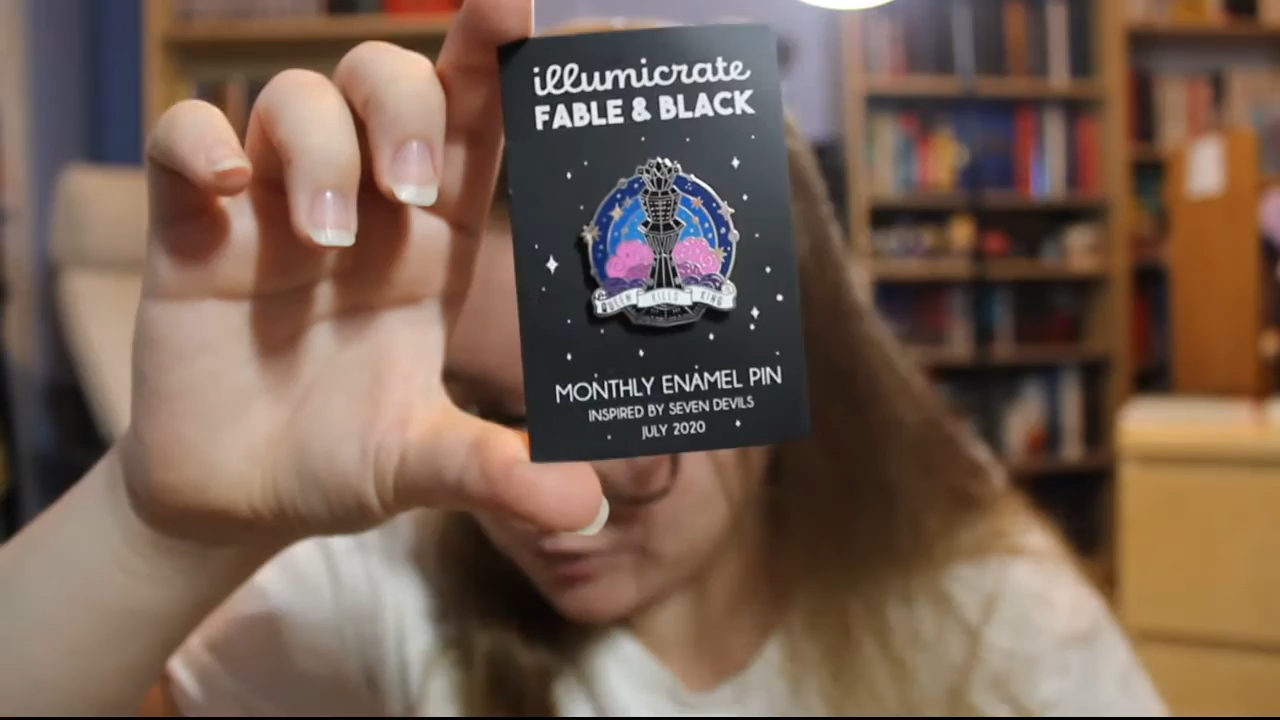 illumicrate
FABLE & BLACK
QUEEN KILLS KING
MONTHLY ENAMEL PIN
INSPIRED BY SEVEN DEVILS
JULY 2020